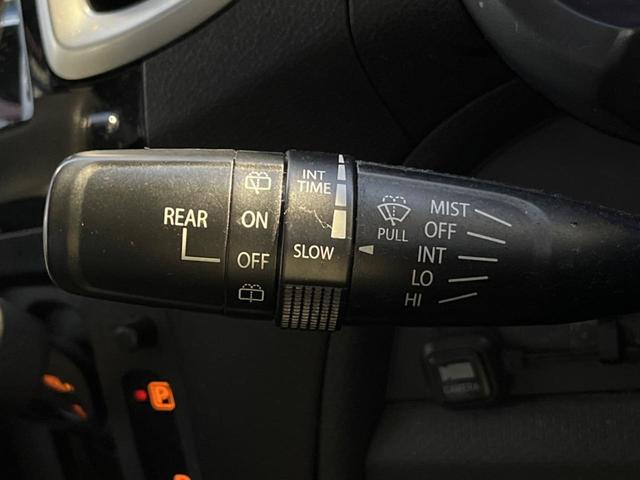 REAR
ON
OFF
INT
TIME
SLOW
PULL
MIST
OFF
INT
LO
HI
CAMERA
P